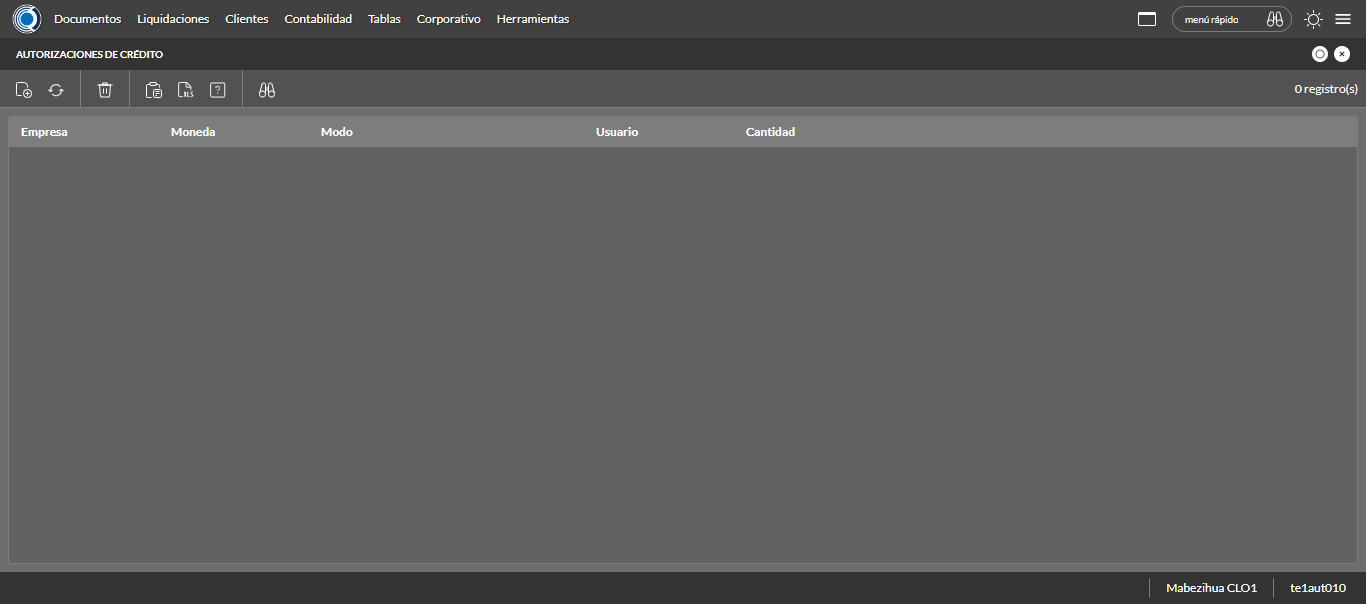 Documentos Liquidaciones Clientes Contabilidad Tablas Corporativo Herramientas menú rápido
AUTORIZACIONES DE CRÉDITO
XLS ? 0 registro(s)
Empresa Moneda Modo Usuario Cantidad
Mabezihua CLO1 te1aut010